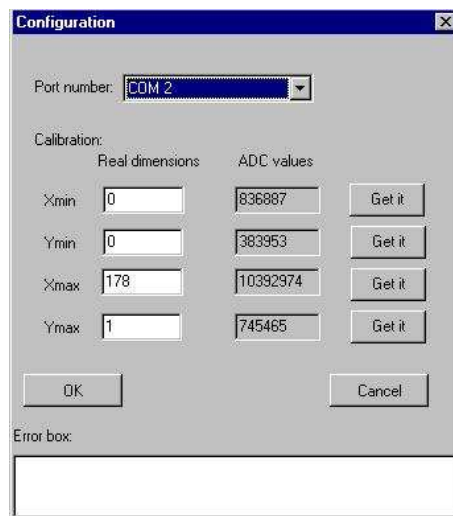 Configuration
Port number: COM 2
Calibration:
Real dimensions ADC values
Xmin 0 836887 Get it
Ymin 0 383953 Get it
Xmax 178 10392974 Get it
Ymax 1 745465 Get it
OK Cancel
Error box: